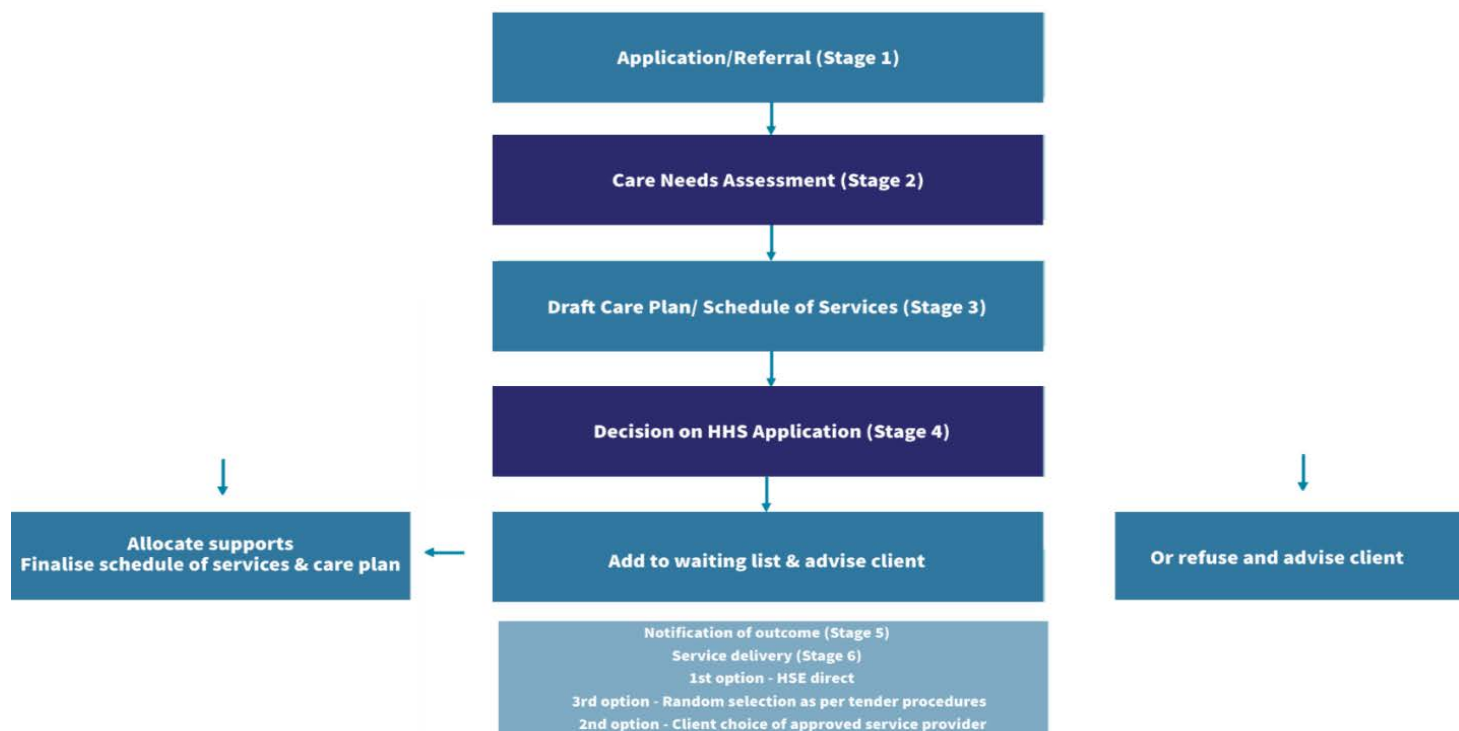 Application/Referral (Stage 1)
Care Needs Assessment (Stage 2)
Draft Care Plan/ Schedule of Services (Stage 3)
Decision on HHS Application (Stage 4)
Allocate supports
Finalise schedule of services & care plan
Add to waiting list & advise client
Or refuse and advise client
Notification of outcome (Stage 5)
Service delivery (Stage 6)
1st option - HSE direct
3rd option - Random selection as per tender procedures
2nd option - Client choice of approved service provider